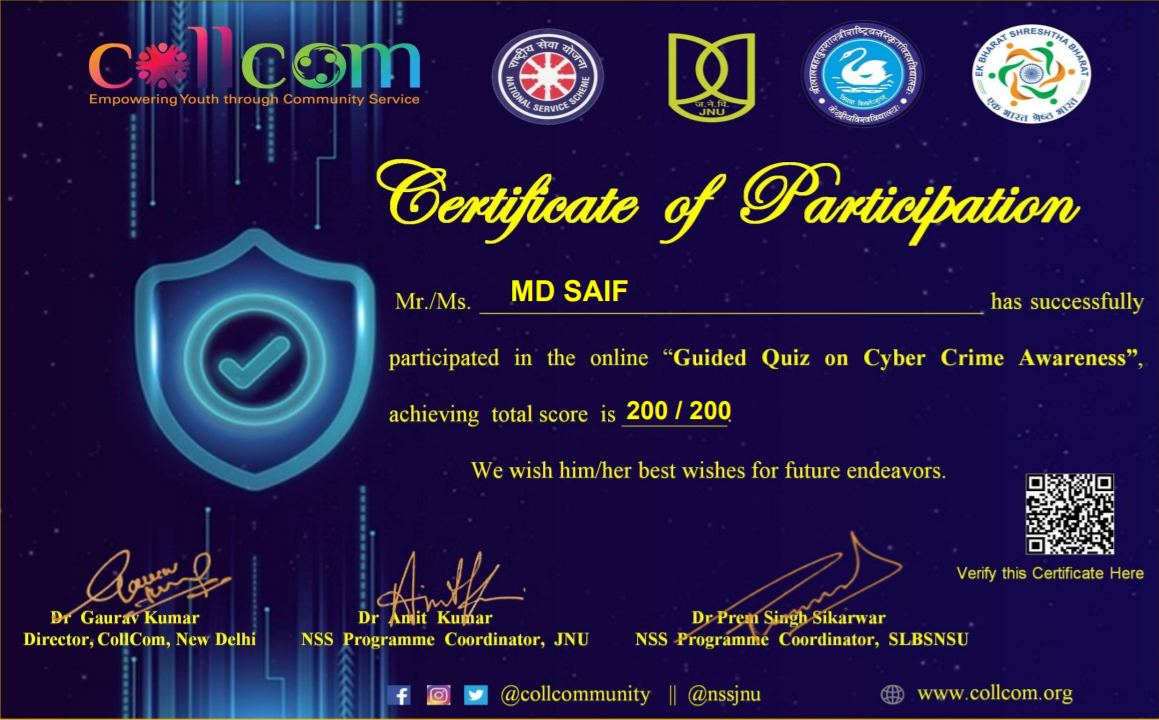 collcom
Empowering Youth through Community Service
राष्ट्रीय सेवा योजना
NATIONAL SERVICE SCHEME
ज.ने.वि.
JNU
EK BHARAT SHRESHTHA BHARAT
एक भारत श्रेष्ठ भारत
Certificate of Participation
Mr./Ms. MD SAIF has successfully
participated in the online “Guided Quiz on Cyber Crime Awareness”,
achieving total score is 200 / 200.
We wish him/her best wishes for future endeavors.
Verify this Certificate Here
Dr Gaurav Kumar
Director, CollCom, New Delhi
Dr Amit Kumar
NSS Programme Coordinator, JNU
Dr Prem Singh Sikarwar
NSS Programme Coordinator, SLBSNSU
@collcommunity || @nssjnu
www.collcom.org